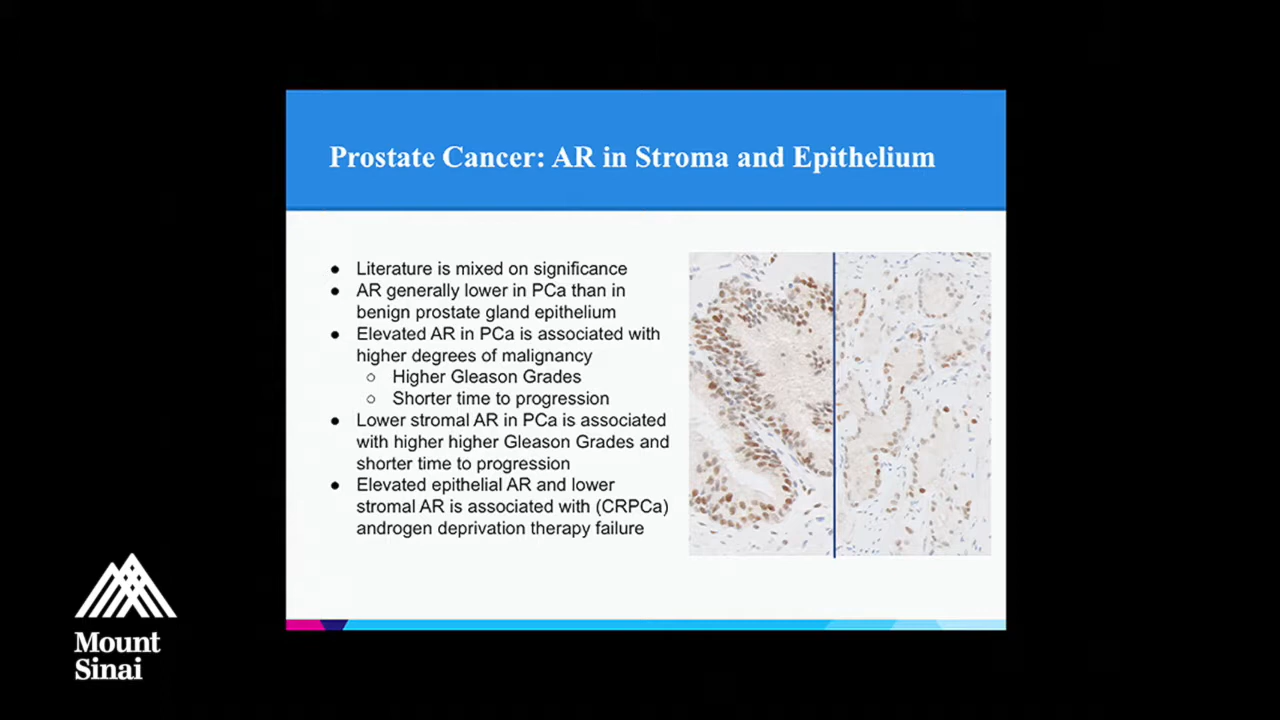 Prostate Cancer: AR in Stroma and Epithelium
● Literature is mixed on significance
● AR generally lower in PCa than in
benign prostate gland epithelium
● Elevated AR in PCa is associated with
higher degrees of malignancy
○ Higher Gleason Grades
○ Shorter time to progression
● Lower stromal AR in PCa is associated
with higher higher Gleason Grades and
shorter time to progression
● Elevated epithelial AR and lower
stromal AR is associated with (CRPCa)
androgen deprivation therapy failure
Mount
Sinai